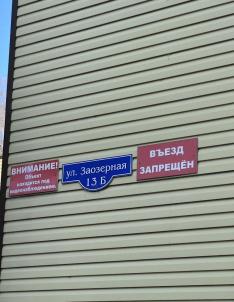 ВНИМАНИЕ!
Объект
находится под
видеонаблюдением.
ул. Заозерная
13 Б
ВЪЕЗД
ЗАПРЕЩЁН